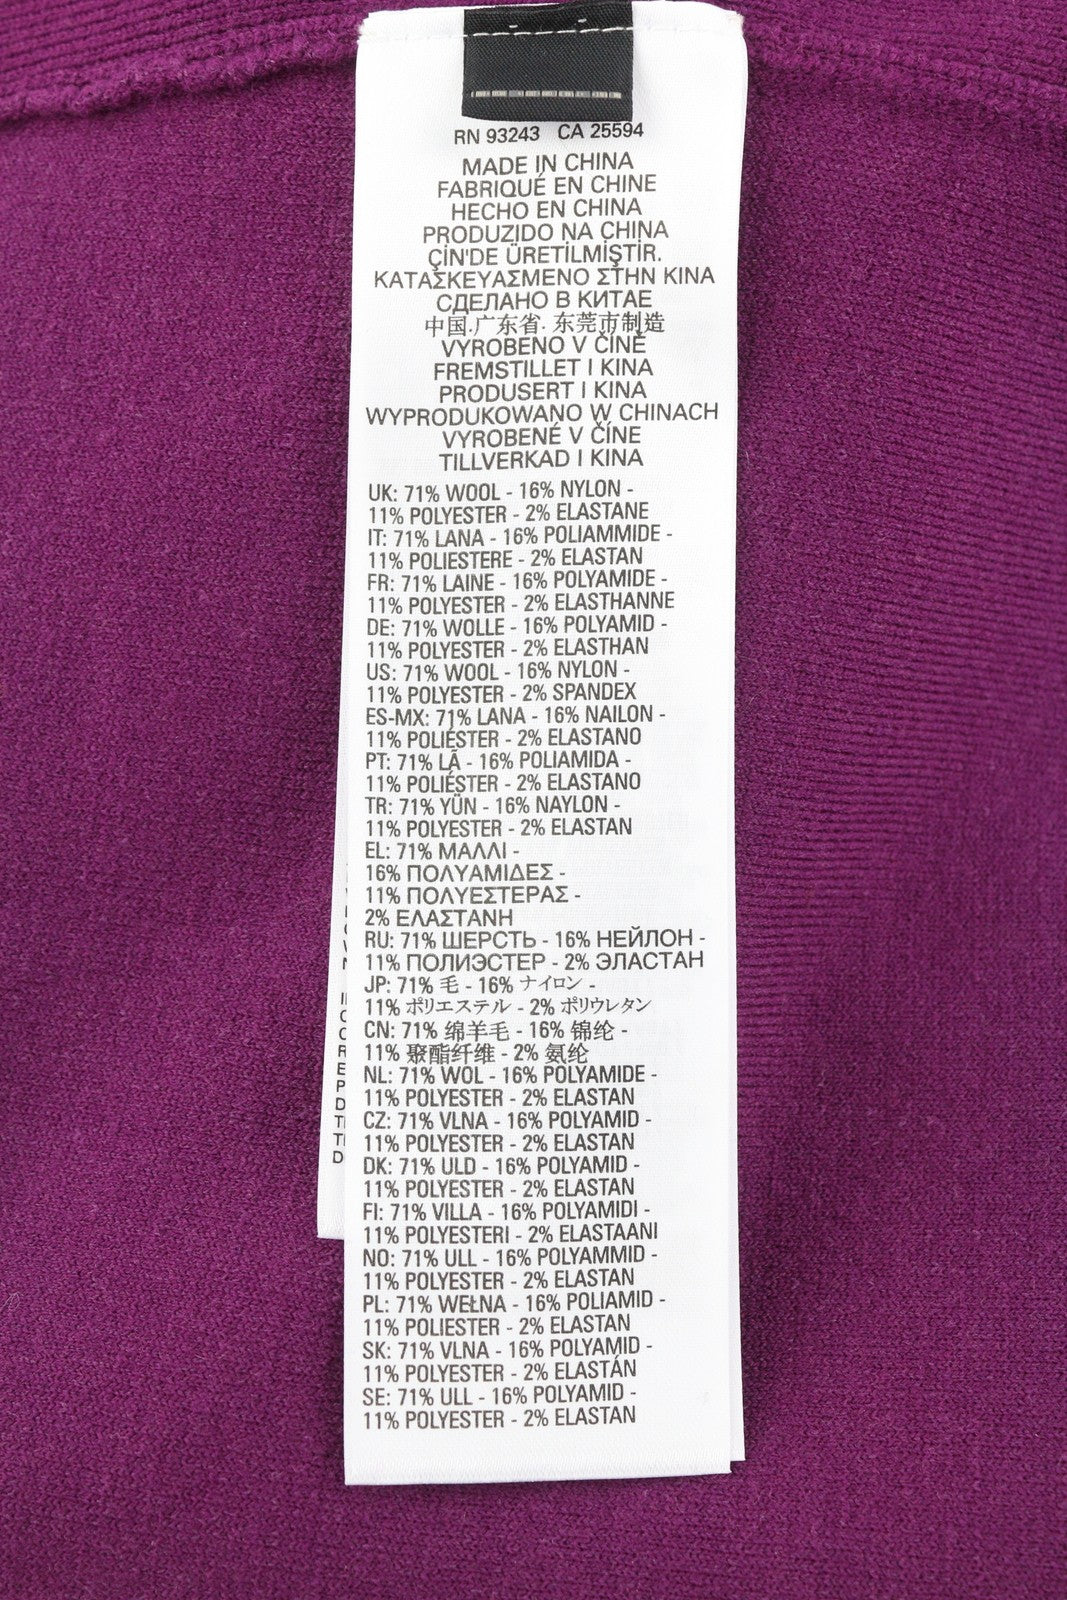 RN 93243 CA 25594
MADE IN CHINA
FABRIQUÉ EN CHINE
HECHO EN CHINA
PRODUZIDO NA CHINA
ÇİN'DE ÜRETİLMİŞTİR.
ΚΑΤΑΣΚΕΥΑΣΜΕΝΟ ΣΤΗΝ ΚΙΝΑ
СДЕЛАНО В КИТАЕ
中国.广东省.东莞市制造
VYROBENO V ČÍNĚ
FREMSTILLET I KINA
PRODUSERT I KINA
WYPRODUKOWANO W CHINACH
VYROBENÉ V ČÍNE
TILLVERKAD I KINA
UK: 71% WOOL - 16% NYLON -
11% POLYESTER - 2% ELASTANE
IT: 71% LANA - 16% POLIAMMIDE -
11% POLIESTERE - 2% ELASTAN
FR: 71% LAINE - 16% POLYAMIDE -
11% POLYESTER - 2% ELASTHANNE
DE: 71% WOLLE - 16% POLYAMID -
11% POLYESTER - 2% ELASTHAN
US: 71% WOOL - 16% NYLON -
11% POLYESTER - 2% SPANDEX
ES-MX: 71% LANA - 16% NAILON -
11% POLIÉSTER - 2% ELASTANO
PT: 71% LÃ - 16% POLIAMIDA -
11% POLIÉSTER - 2% ELASTANO
TR: 71% YÜN - 16% NAYLON -
11% POLYESTER - 2% ELASTAN
EL: 71% ΜΑΛΛΙ -
16% ΠΟΛΥΑΜΙΔΕΣ -
11% ΠΟΛΥΕΣΤΕΡΑΣ -
2% ΕΛΑΣΤΑΝΗ
RU: 71% ШЕРСТЬ - 16% НЕЙЛОН -
11% ПОЛИЭСТЕР - 2% ЭЛАСТАН
JP: 71% 毛 - 16% ナイロン -
11% ポリエステル - 2% ポリウレタン
CN: 71% 绵羊毛 - 16% 锦纶 -
11% 聚酯纤维 - 2% 氨纶
NL: 71% WOL - 16% POLYAMIDE -
11% POLYESTER - 2% ELASTAN
CZ: 71% VLNA - 16% POLYAMID -
11% POLYESTER - 2% ELASTAN
DK: 71% ULD - 16% POLYAMID -
11% POLYESTER - 2% ELASTAN
FI: 71% VILLA - 16% POLYAMIDI -
11% POLYESTERI - 2% ELASTAANI
NO: 71% ULL - 16% POLYAMMID -
11% POLYESTER - 2% ELASTAN
PL: 71% WEŁNA - 16% POLIAMID -
11% POLIESTER - 2% ELASTAN
SK: 71% VLNA - 16% POLYAMID -
11% POLYESTER - 2% ELASTÁN
SE: 71% ULL - 16% POLYAMID -
11% POLYESTER - 2% ELASTAN